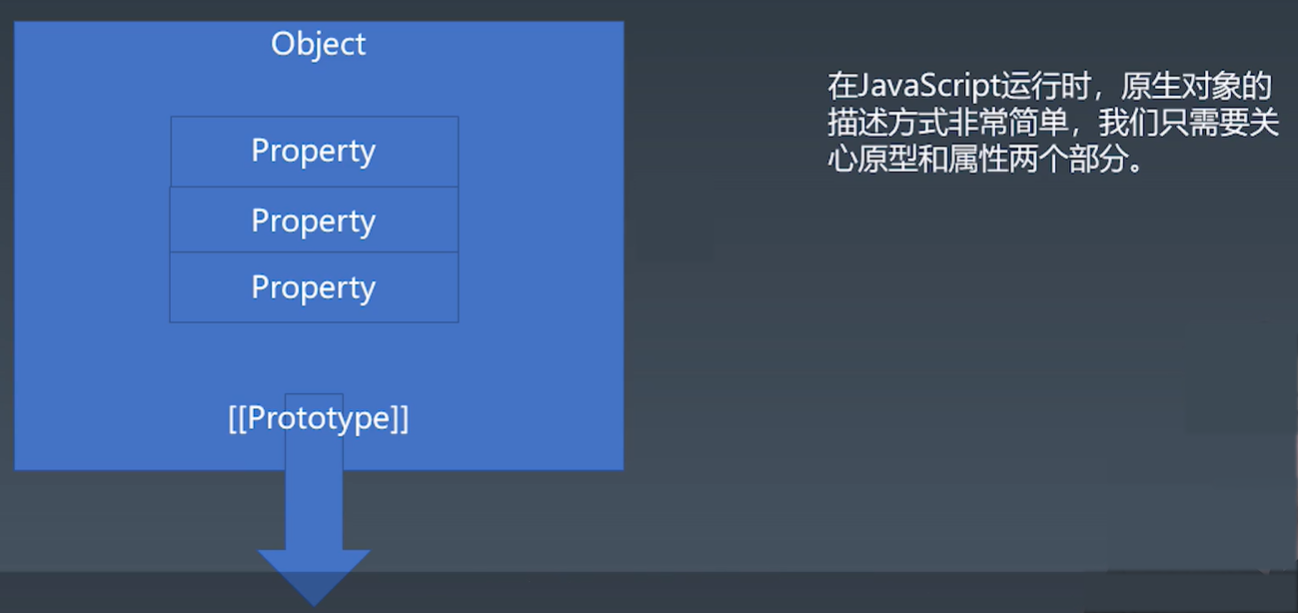 Object
Property
Property
Property
[[Prototype]]
在JavaScript运行时，原生对象的
描述方式非常简单，我们只需要关
心原型和属性两个部分。